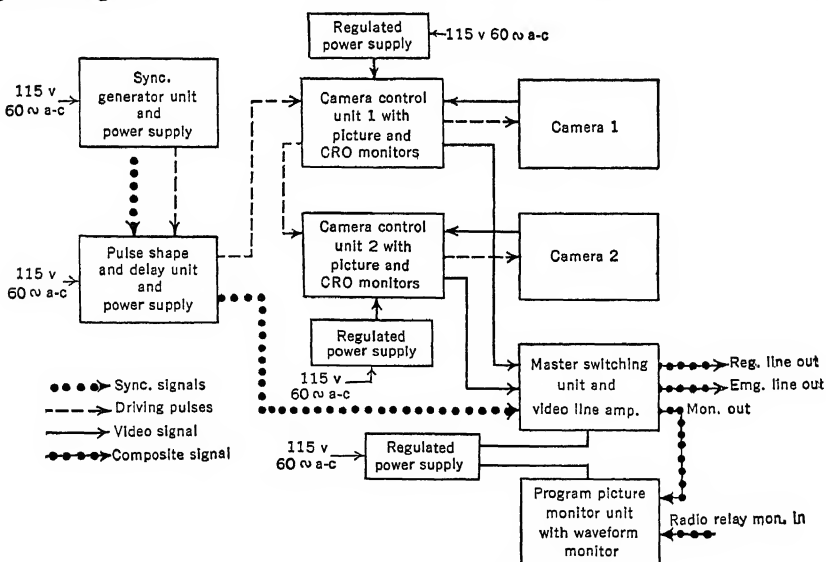 Regulated
power supply
115 v 60 ∾ a-c
Sync.
generator unit
and
power supply
115 v
60 ∾ a-c
Camera control
unit 1 with
picture and
CRO monitors
Camera 1
Pulse shape
and delay unit
and
power supply
115 v
60 ∾ a-c
Camera control
unit 2 with
picture and
CRO monitors
Camera 2
Regulated
power supply
115 v
60 ∾ a-c
Master switching
unit and
video line amp.
Reg. line out
Emg. line out
Mon. out
Sync. signals
Driving pulses
Video signal
Composite signal
115 v
60 ∾ a-c
Regulated
power supply
Program picture
monitor unit
with waveform
monitor
Radio relay mon. in